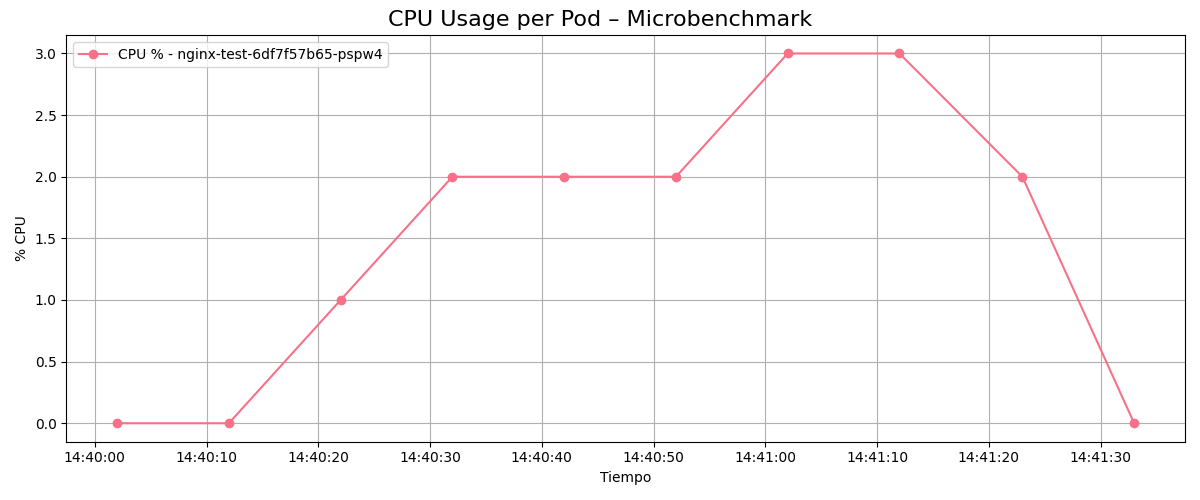 CPU Usage per Pod – Microbenchmark
CPU % - nginx-test-6df7f57b65-pspw4
3.0
2.5
2.0
1.5
1.0
0.5
0.0
% CPU
14:40:00 14:40:10 14:40:20 14:40:30 14:40:40 14:40:50 14:41:00 14:41:10 14:41:20 14:41:30
Tiempo